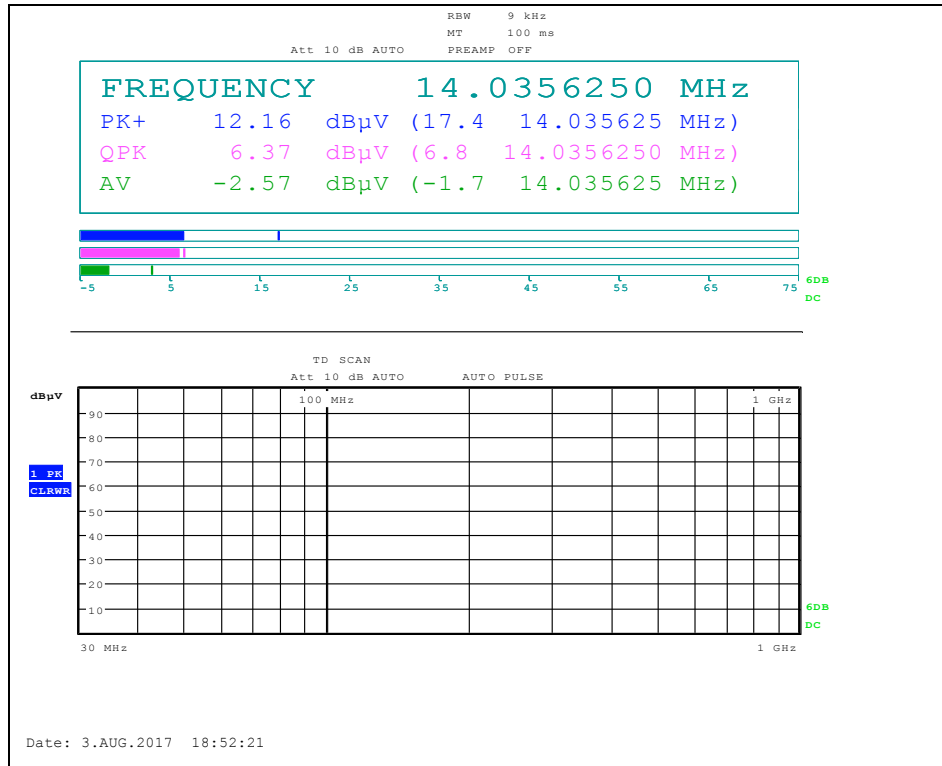 RBW 9 kHz
MT 100 ms
Att 10 dB AUTO PREAMP OFF
FREQUENCY 14.0356250 MHz
PK+ 12.16 dBµV (17.4 14.035625 MHz)
QPK 6.37 dBµV (6.8 14.0356250 MHz)
AV -2.57 dBµV (-1.7 14.035625 MHz)
-5 5 15 25 35 45 55 65 75
6DB
DC
TD SCAN
Att 10 dB AUTO AUTO PULSE
dBµV
100 MHz 1 GHz
90
80
70
1 PK
60
CLRWR
50
40
30
20
10
6DB
DC
30 MHz 1 GHz
Date: 3.AUG.2017 18:52:21